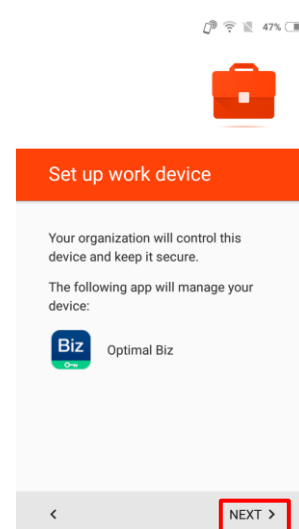 47%
Set up work device
Your organization will control this
device and keep it secure.
The following app will manage your
device:
Biz
Optimal Biz
NEXT